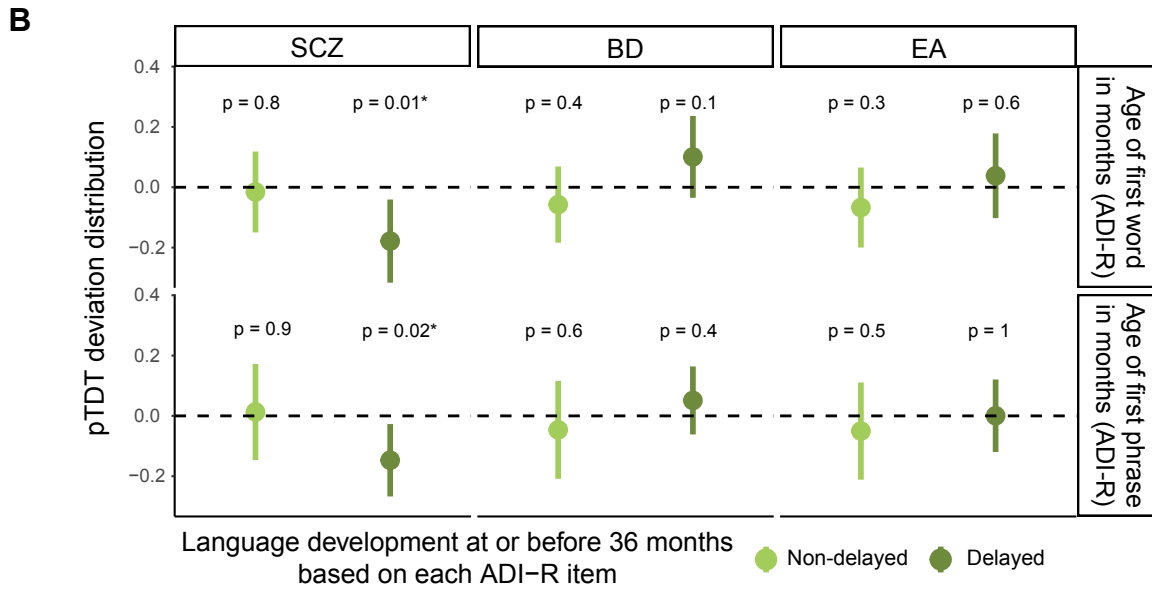 B
SCZ
BD
EA
pTDT deviation distribution
0.4
0.2
0.0
−0.2
p = 0.8
p = 0.01*
p = 0.4
p = 0.1
p = 0.3
p = 0.6
Age of first word
in months (ADI-R)
0.4
0.2
0.0
−0.2
p = 0.9
p = 0.02*
p = 0.6
p = 0.4
p = 0.5
p = 1
Age of first phrase
in months (ADI-R)
Language development at or before 36 months
based on each ADI−R item
Non−delayed
Delayed